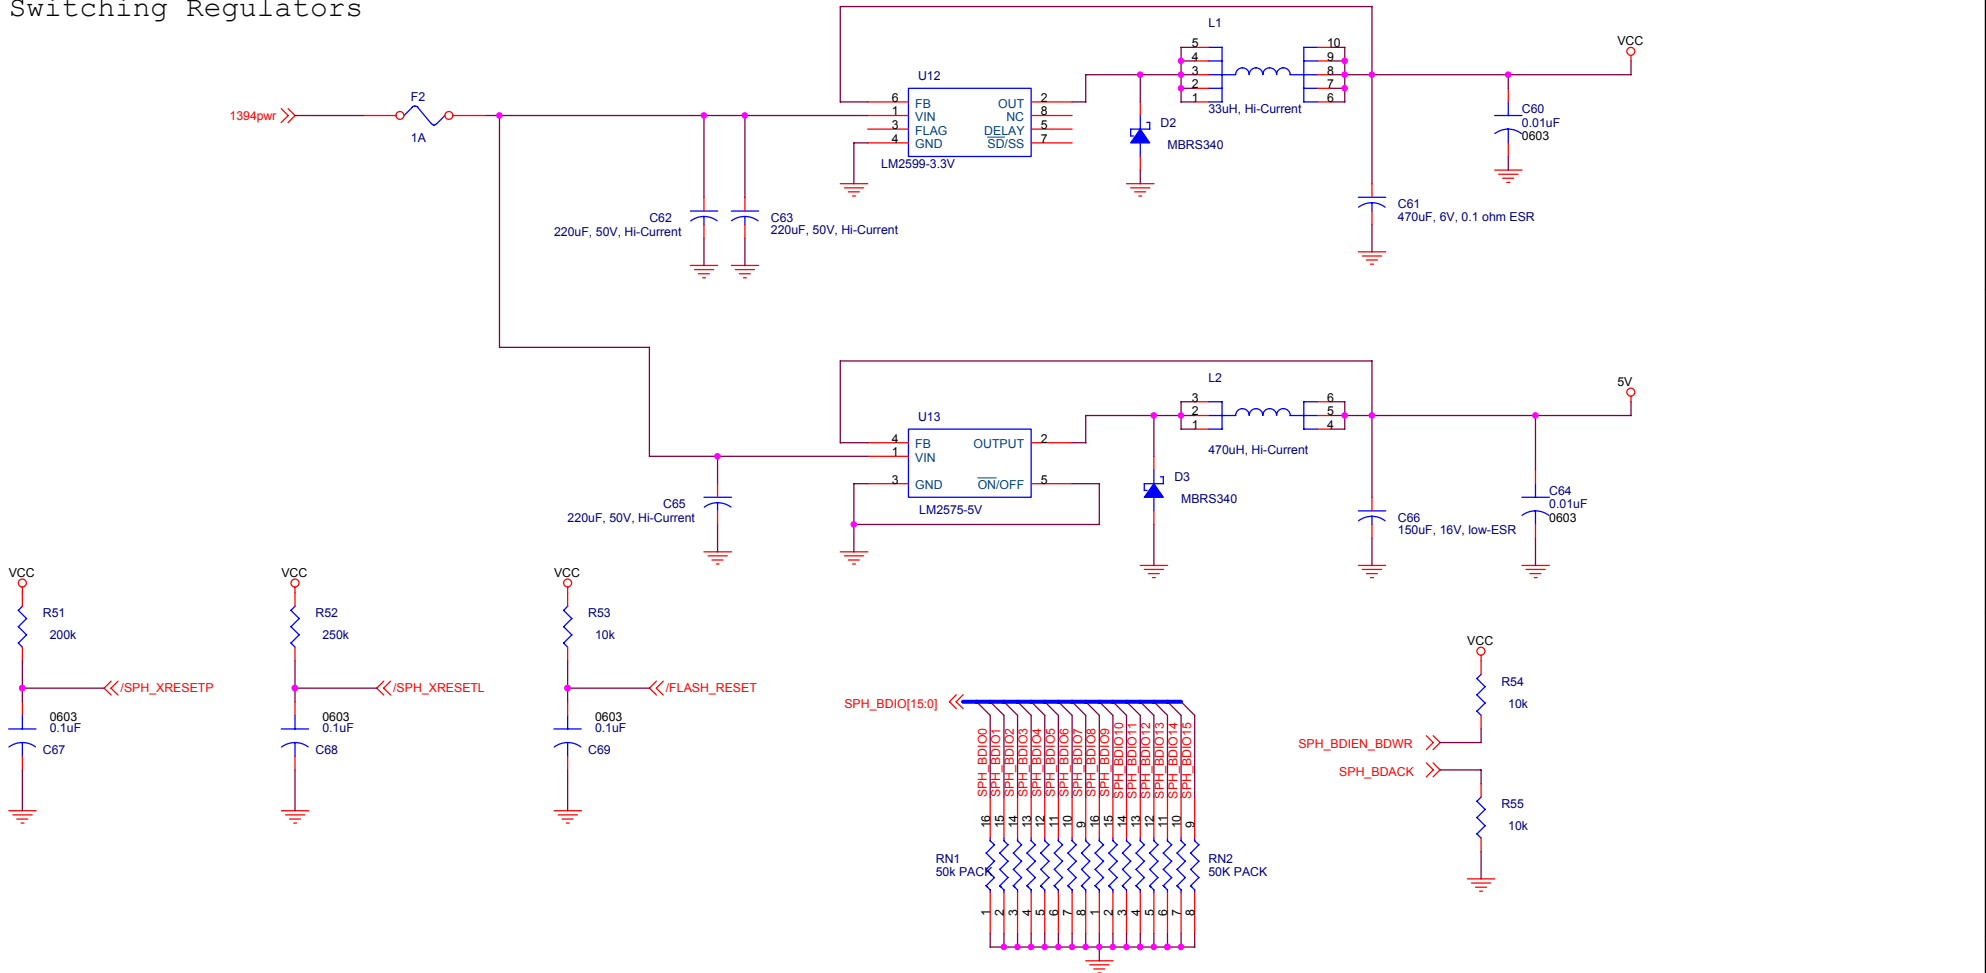 Switching Regulators
1394pwr
F2
1A
U12
6 FB
1 VIN
3 FLAG
4 GND
OUT 2
NC 8
DELAY 5
SD/SS 7
LM2599-3.3V
L1
5
4
3
2
1
10
9
8
7
6
33uH, Hi-Current
VCC
D2
MBRS340
C60
0.01uF
0603
C61
470uF, 6V, 0.1 ohm ESR
C62
220uF, 50V, Hi-Current
C63
220uF, 50V, Hi-Current
U13
4 FB
1 VIN
3 GND
OUTPUT 2
ON/OFF 5
LM2575-5V
L2
3
2
1
6
5
4
470uH, Hi-Current
5V
D3
MBRS340
C65
220uF, 50V, Hi-Current
C66
150uF, 16V, low-ESR
C64
0.01uF
0603
VCC
R51
200k
/SPH_XRESETP
0603
0.1uF
C67
VCC
R52
250k
/SPH_XRESETL
0603
0.1uF
C68
VCC
R53
10k
/FLASH_RESET
0603
0.1uF
C69
SPH_BDIO[15:0]
SPH_BDIO0
SPH_BDIO1
SPH_BDIO2
SPH_BDIO3
SPH_BDIO4
SPH_BDIO5
SPH_BDIO6
SPH_BDIO7
SPH_BDIO8
SPH_BDIO9
SPH_BDIO10
SPH_BDIO11
SPH_BDIO12
SPH_BDIO13
SPH_BDIO14
SPH_BDIO15
16 15 14 13 12 11 10 9 16 15 14 13 12 11 10 9
RN1
50k PACK
RN2
50K PACK
1 2 3 4 5 6 7 8 1 2 3 4 5 6 7 8
VCC
R54
10k
SPH_BDIEN_BDWR
SPH_BDACK
R55
10k